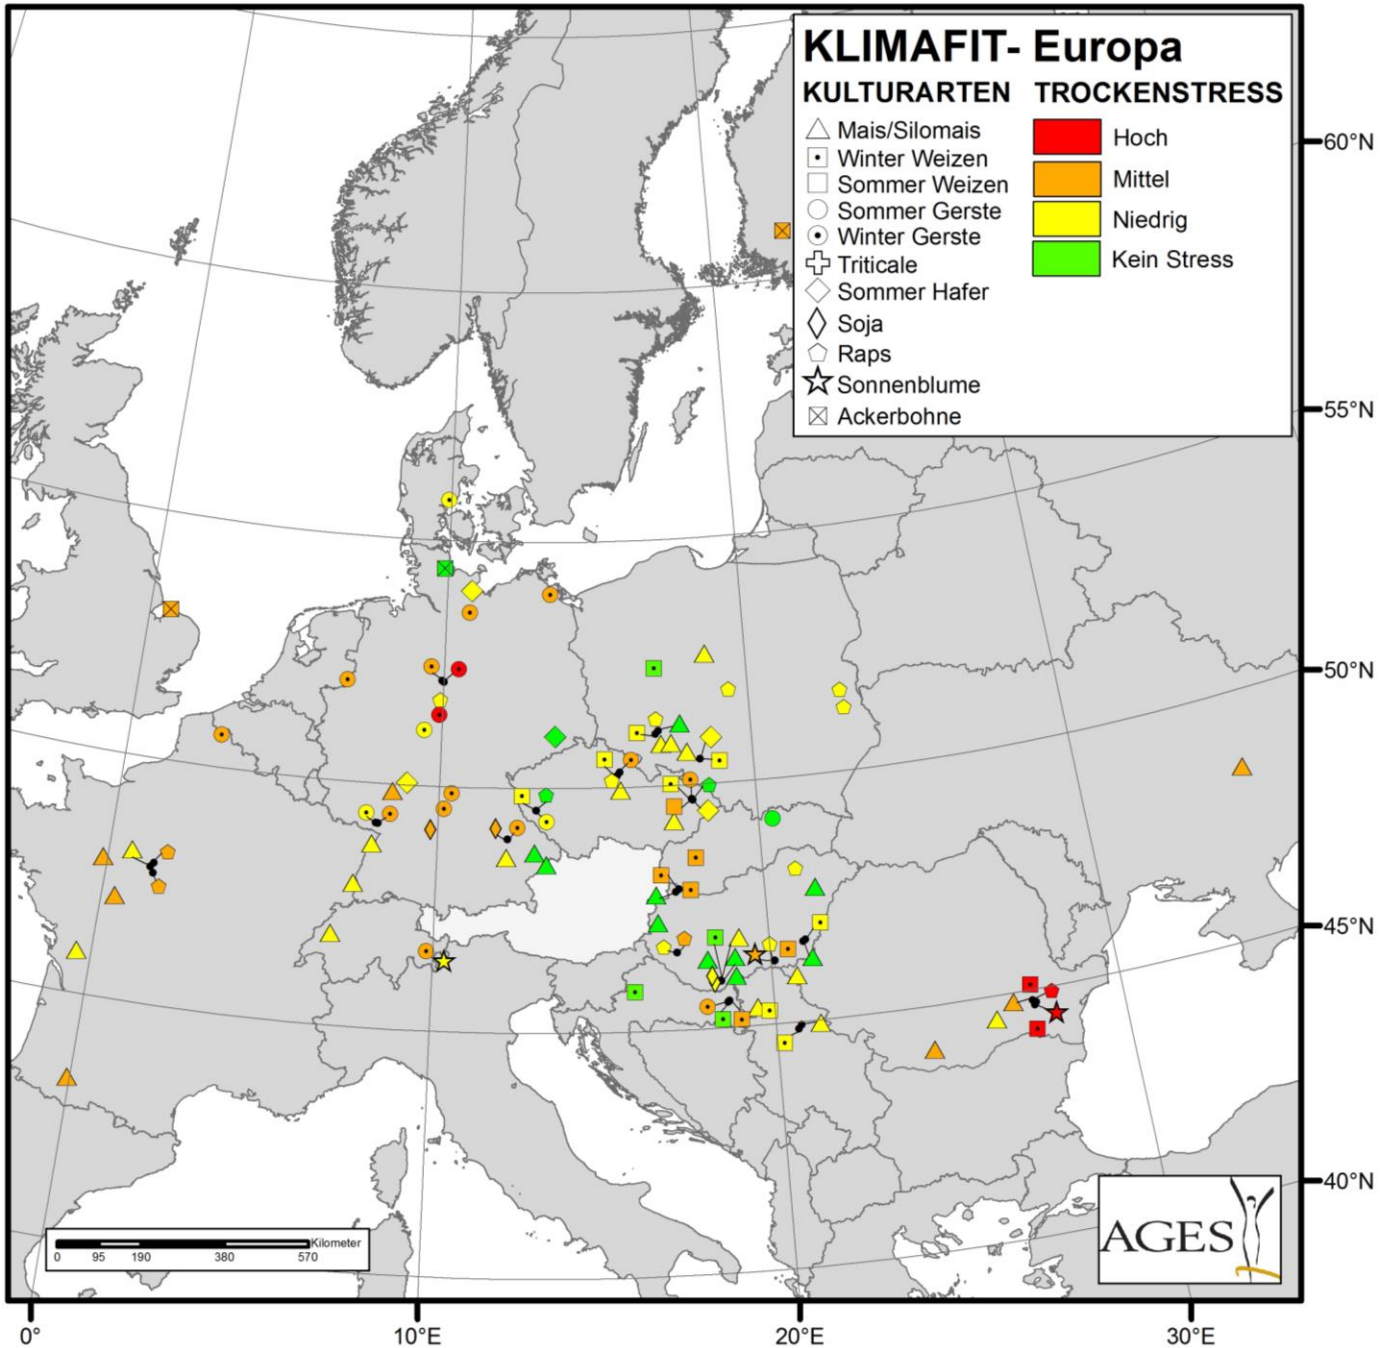 KLIMAFIT- Europa
KULTURARTEN TROCKENSTRESS
Mais/Silomais
Winter Weizen
Sommer Weizen
Sommer Gerste
Winter Gerste
Triticale
Sommer Hafer
Soja
Raps
Sonnenblume
Ackerbohne
Hoch
Mittel
Niedrig
Kein Stress
60°N
55°N
50°N
45°N
40°N
AGES
Kilometer
0 95 190 380 570
0° 10°E 20°E 30°E